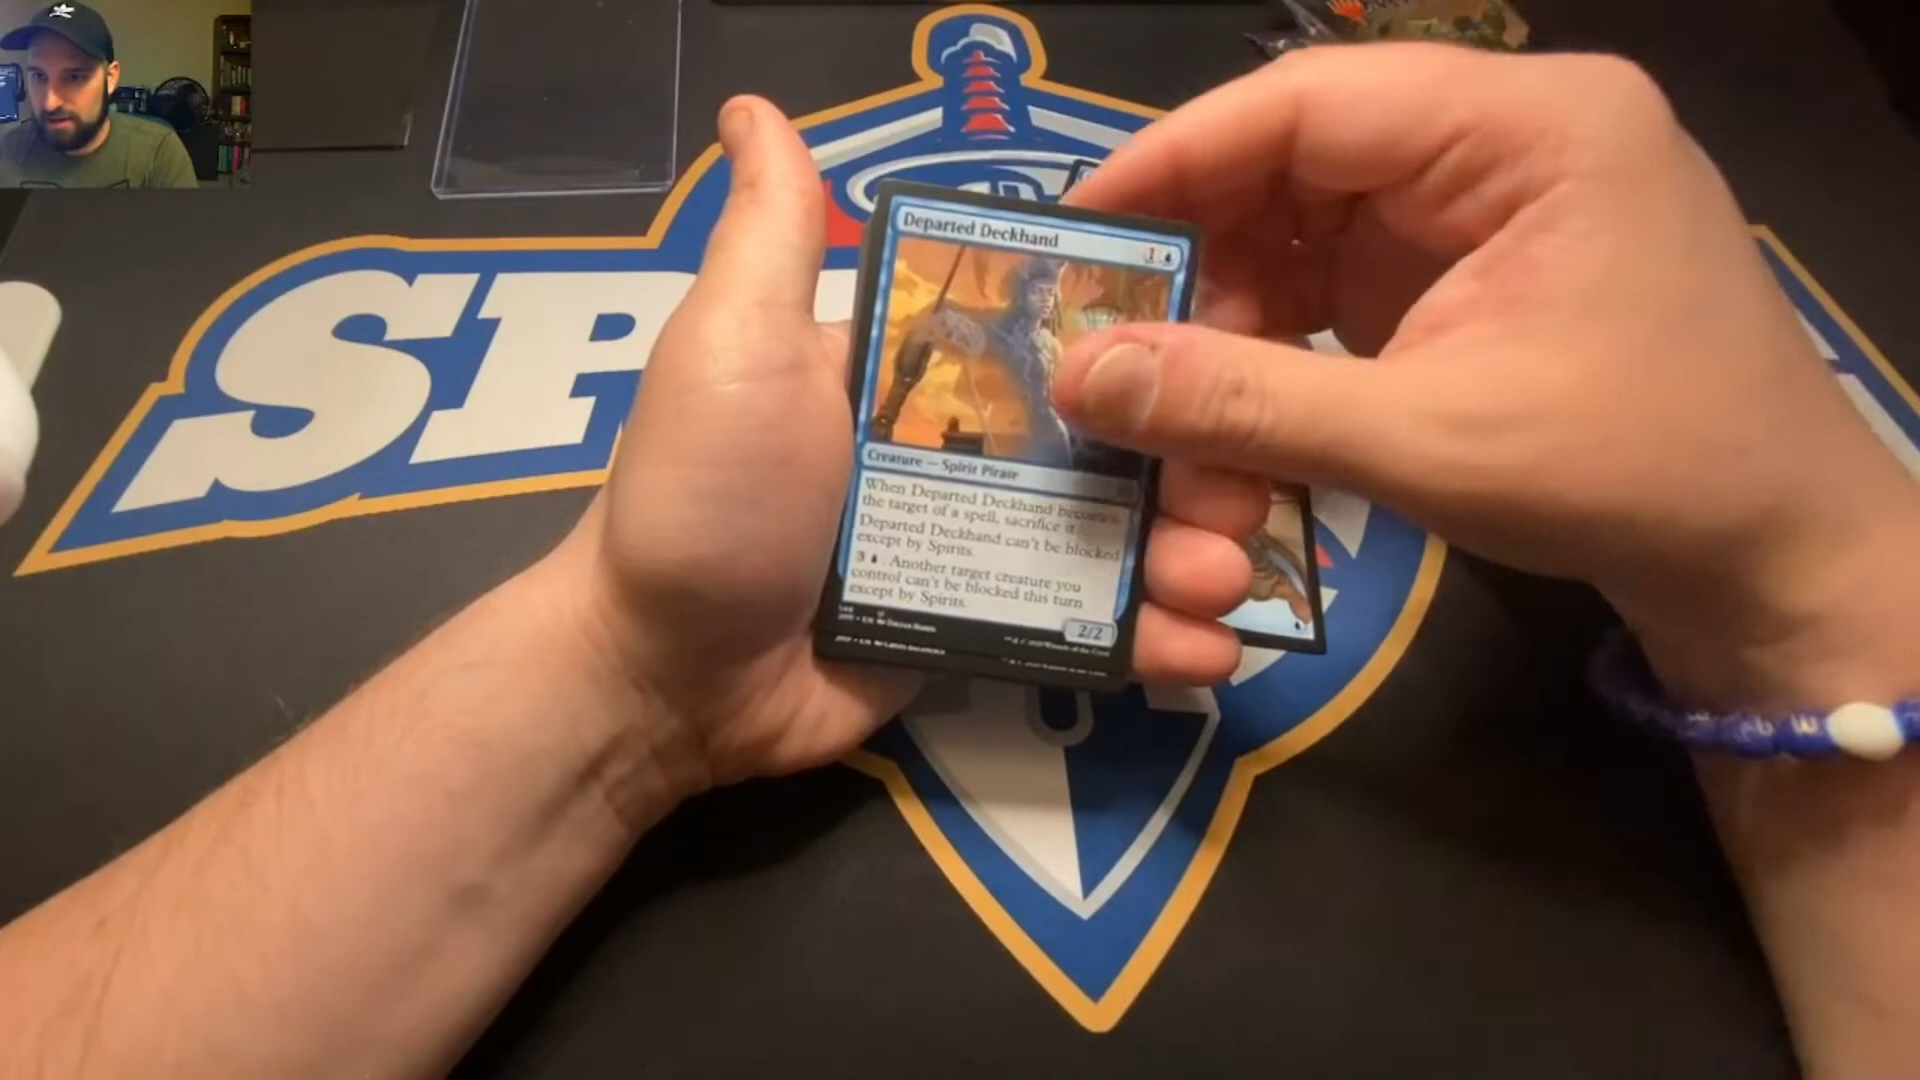 SP
Departed Deckhand
1
Creature — Spirit Pirate
When Departed Deckhand becomes
the target of a spell, sacrifice it.
Departed Deckhand can't be blocked
except by Spirits.
3 : Another target creature you
control can't be blocked this turn
except by Spirits.
2/2